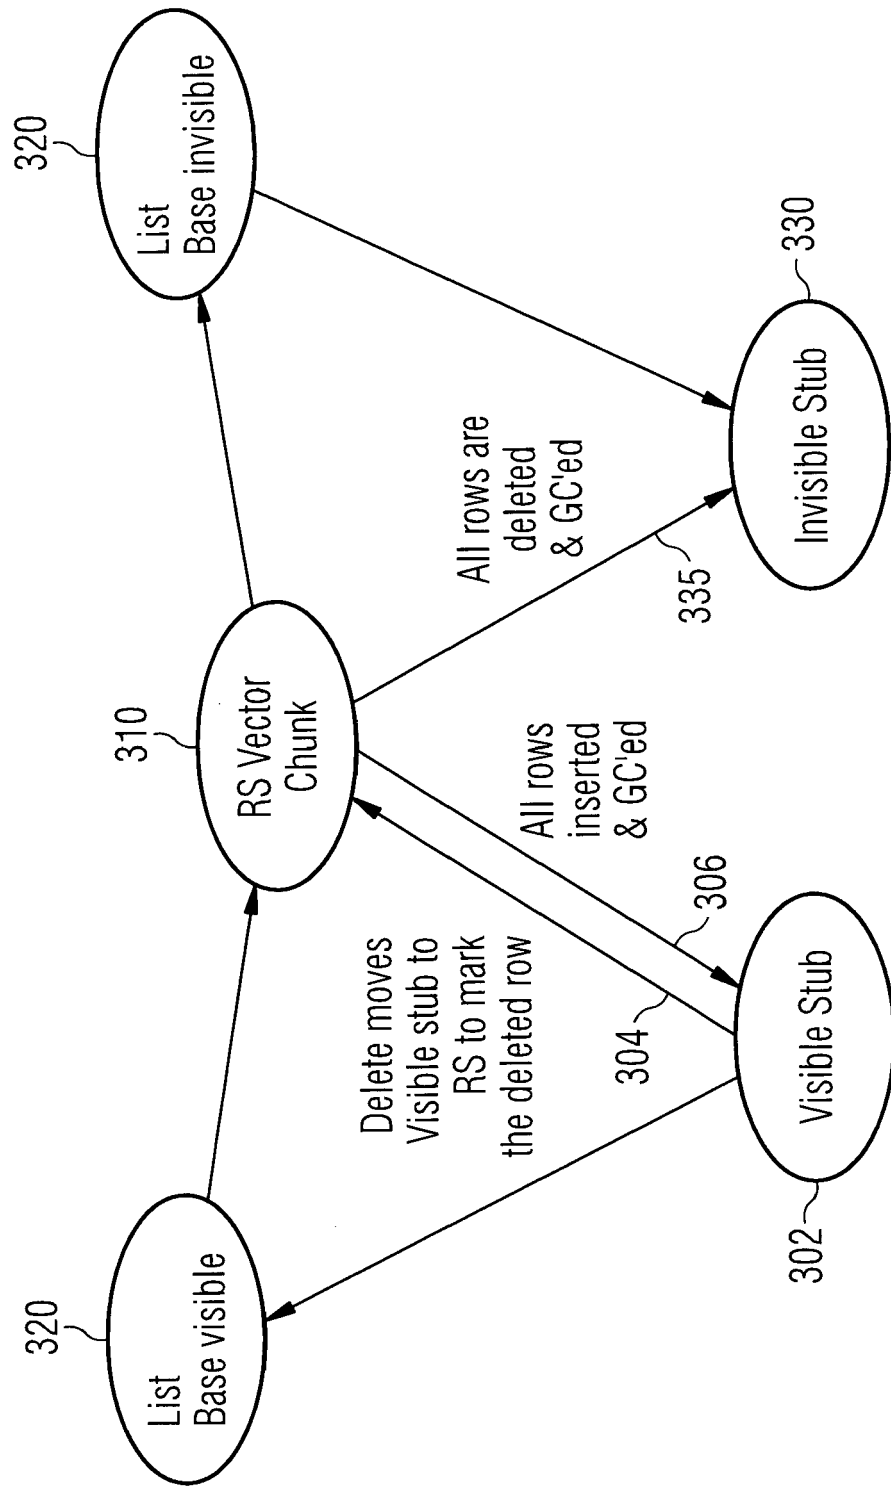 320
List
Base visible
310
RS Vector
Chunk
320
List
Base invisible
Delete moves
Visible stub to
RS to mark
the deleted row
304
All rows
inserted
& GC'ed
306
All rows are
deleted
& GC'ed
335
302
Visible Stub
Invisible Stub
330